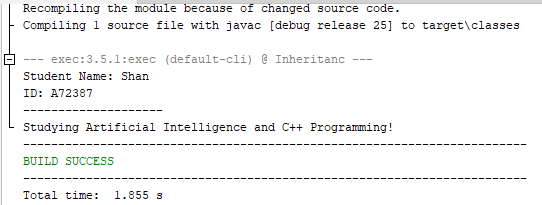 Recompiling the module because of changed source code.
Compiling 1 source file with javac [debug release 25] to target\classes
--- exec:3.5.1:exec (default-cli) @ Inheritanc ---
Student Name: Shan
ID: A72387
--------------------
Studying Artificial Intelligence and C++ Programming!
------------------------------------------------------------------------
BUILD SUCCESS
------------------------------------------------------------------------
Total time:  1.855 s